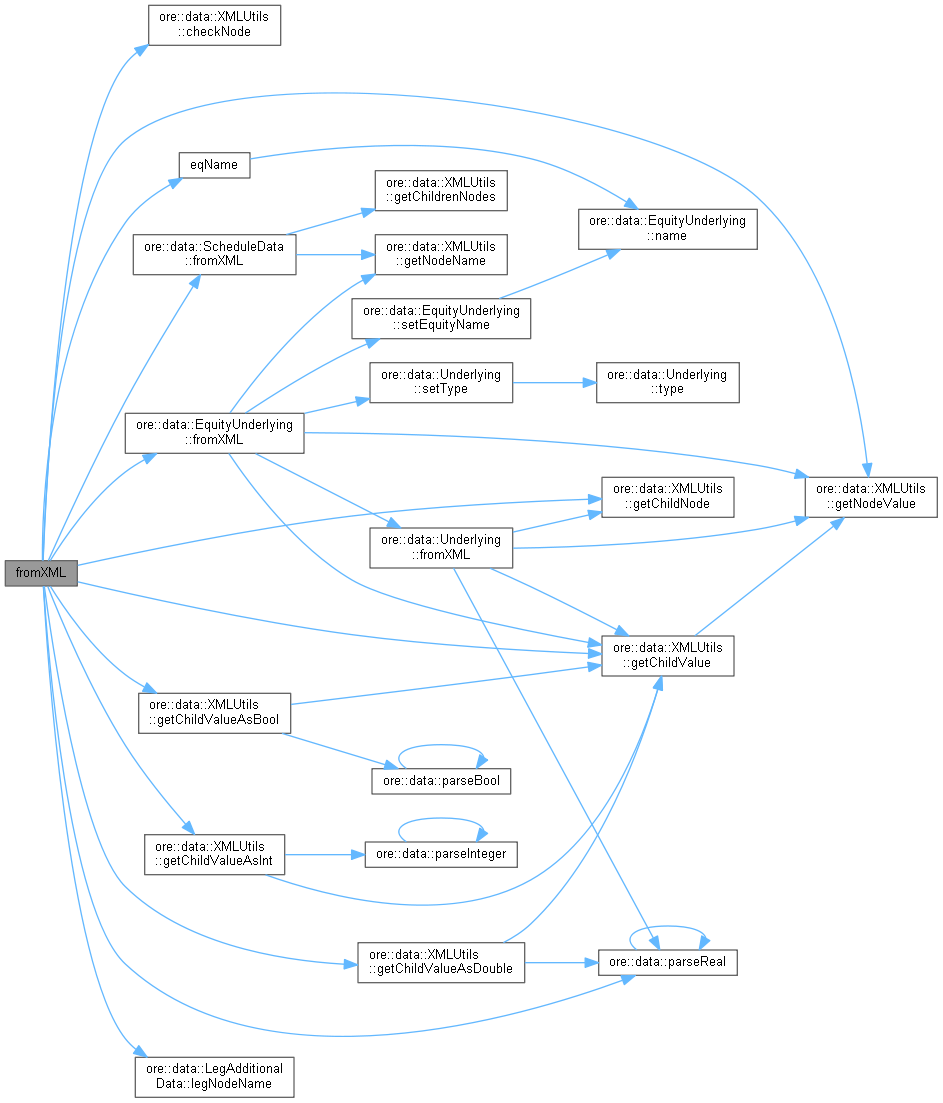 ore::data::XMLUtils
::checkNode
eqName
ore::data::XMLUtils
::getChildrenNodes
ore::data::EquityUnderlying
::name
ore::data::ScheduleData
::fromXML
ore::data::XMLUtils
::getNodeName
ore::data::EquityUnderlying
::setEquityName
ore::data::Underlying
::setType
ore::data::Underlying
::type
ore::data::EquityUnderlying
::fromXML
ore::data::XMLUtils
::getChildNode
ore::data::XMLUtils
::getNodeValue
ore::data::Underlying
::fromXML
fromXML
ore::data::XMLUtils
::getChildValue
ore::data::XMLUtils
::getChildValueAsBool
ore::data::parseBool
ore::data::XMLUtils
::getChildValueAsInt
ore::data::parseInteger
ore::data::XMLUtils
::getChildValueAsDouble
ore::data::parseReal
ore::data::LegAdditional
Data::legNodeName